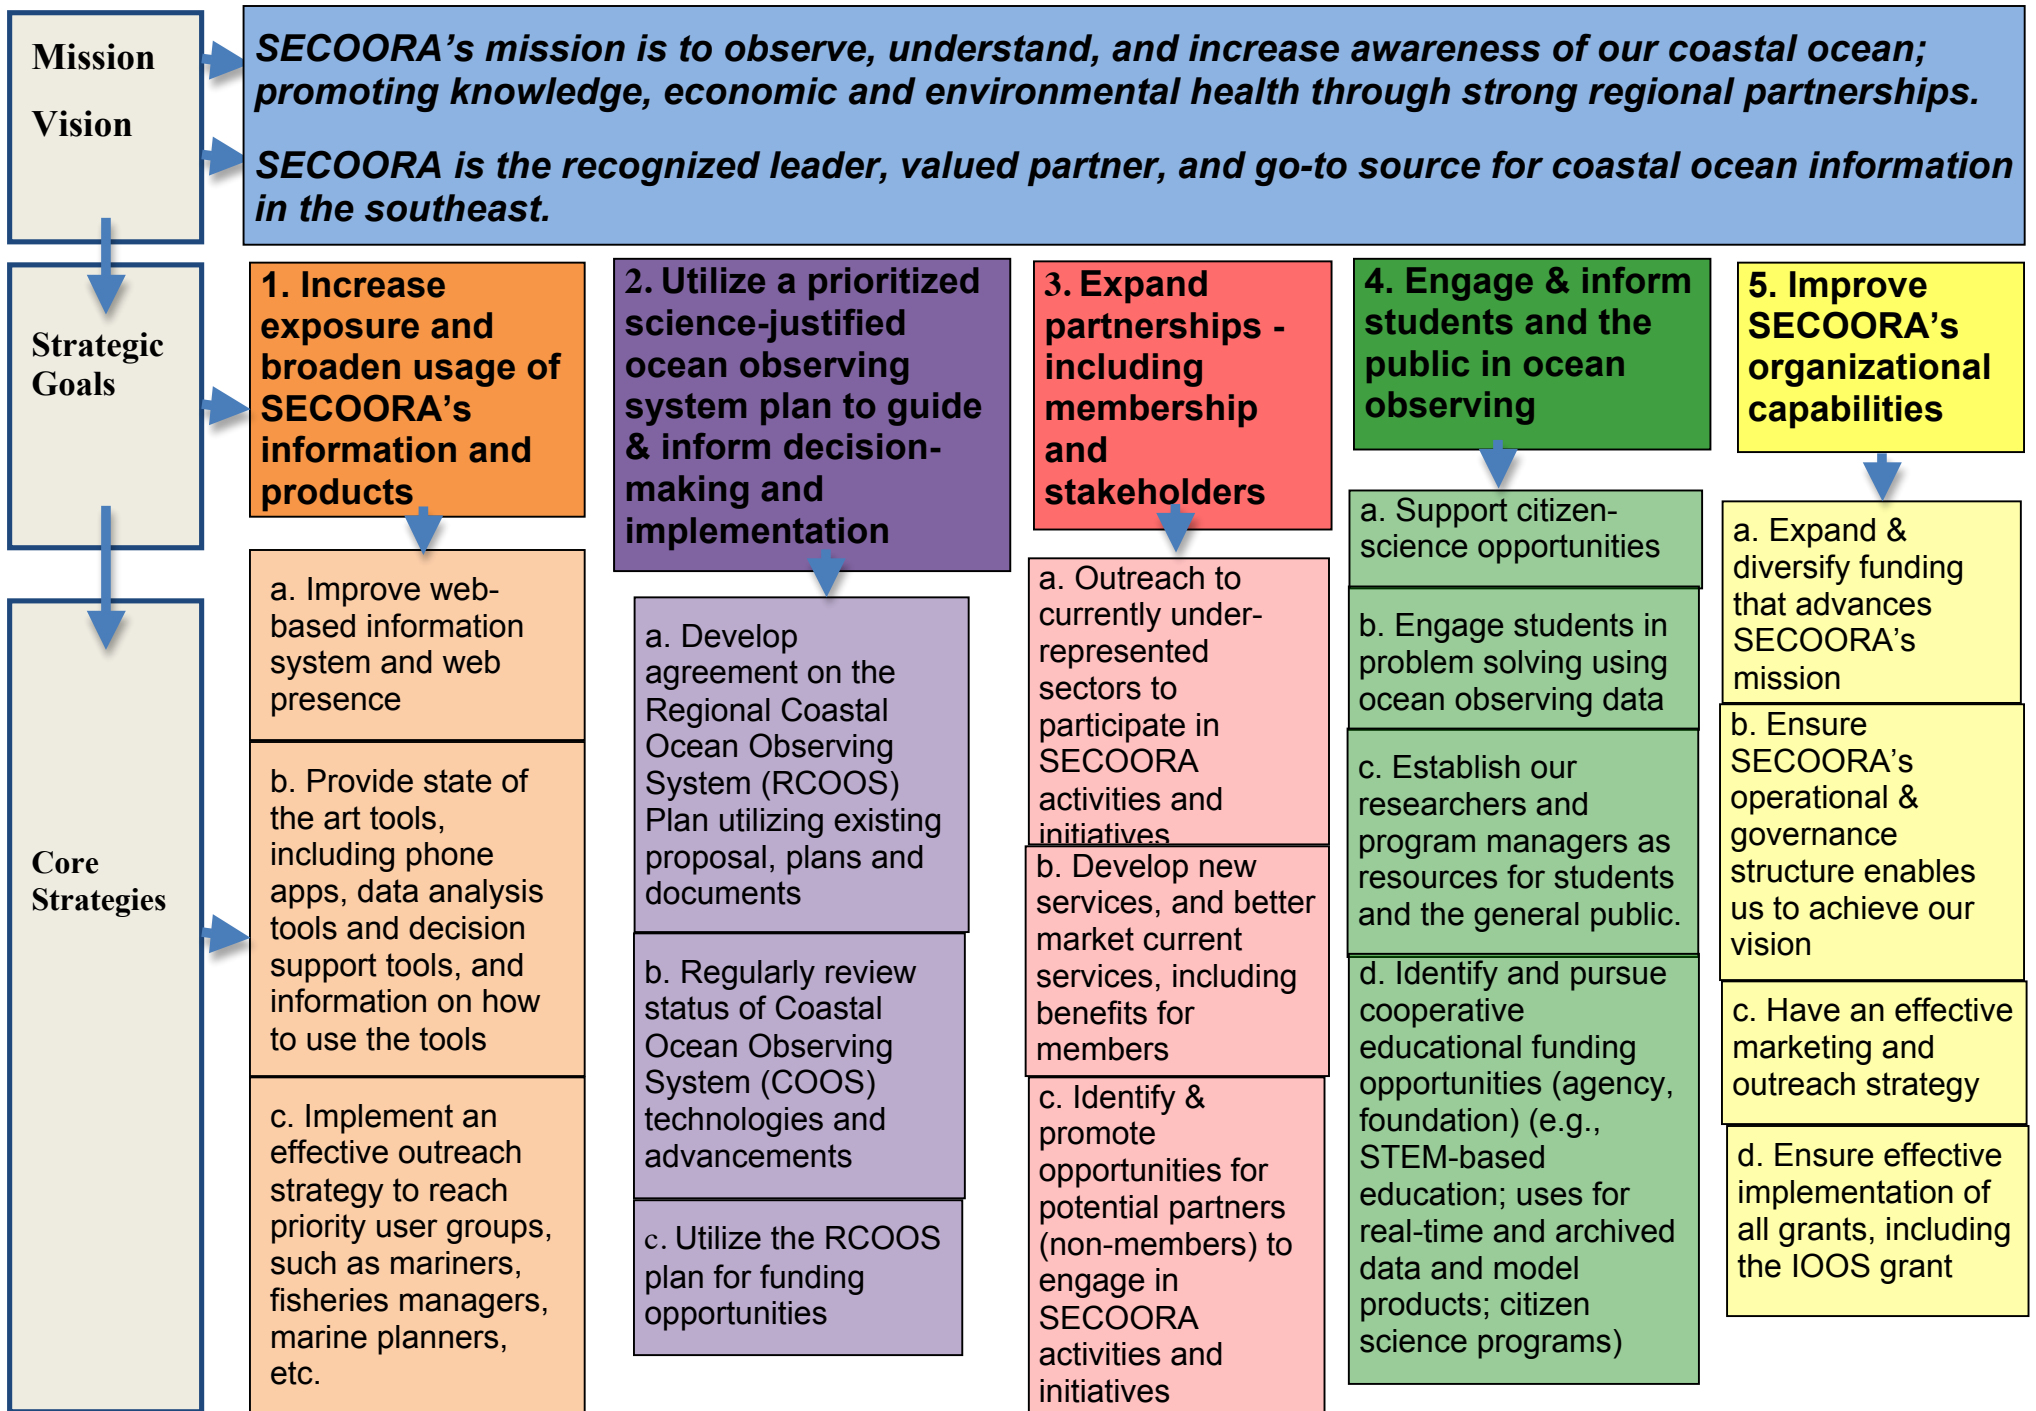 Mission
Vision
SECOORA’s mission is to observe, understand, and increase awareness of our coastal ocean;
promoting knowledge, economic and environmental health through strong regional partnerships.
SECOORA is the recognized leader, valued partner, and go-to source for coastal ocean information
in the southeast.
Strategic
Goals
1. Increase
exposure and
broaden usage of
SECOORA’s
information and
products
2. Utilize a prioritized
science-justified
ocean observing
system plan to guide
& inform decision-
making and
implementation
3. Expand
partnerships -
including
membership
and
stakeholders
4. Engage & inform
students and the
public in ocean
observing
5. Improve
SECOORA’s
organizational
capabilities
Core
Strategies
a. Improve web-
based information
system and web
presence
b. Provide state of
the art tools,
including phone
apps, data analysis
tools and decision
support tools, and
information on how
to use the tools
c. Implement an
effective outreach
strategy to reach
priority user groups,
such as mariners,
fisheries managers,
marine planners,
etc.
a. Develop
agreement on the
Regional Coastal
Ocean Observing
System (RCOOS)
Plan utilizing existing
proposal, plans and
documents
b. Regularly review
status of Coastal
Ocean Observing
System (COOS)
technologies and
advancements
c. Utilize the RCOOS
plan for funding
opportunities
a. Outreach to
currently under-
represented
sectors to
participate in
SECOORA
activities and
initiatives
b. Develop new
services, and better
market current
services, including
benefits for
members
c. Identify &
promote
opportunities for
potential partners
(non-members) to
engage in
SECOORA
activities and
initiatives
a. Support citizen-
science opportunities
b. Engage students in
problem solving using
ocean observing data
c. Establish our
researchers and
program managers as
resources for students
and the general public.
d. Identify and pursue
cooperative
educational funding
opportunities (agency,
foundation) (e.g.,
STEM-based
education; uses for
real-time and archived
data and model
products; citizen
science programs)
a. Expand &
diversify funding
that advances
SECOORA’s
mission
b. Ensure
SECOORA’s
operational &
governance
structure enables
us to achieve our
vision
c. Have an effective
marketing and
outreach strategy
d. Ensure effective
implementation of
all grants, including
the IOOS grant